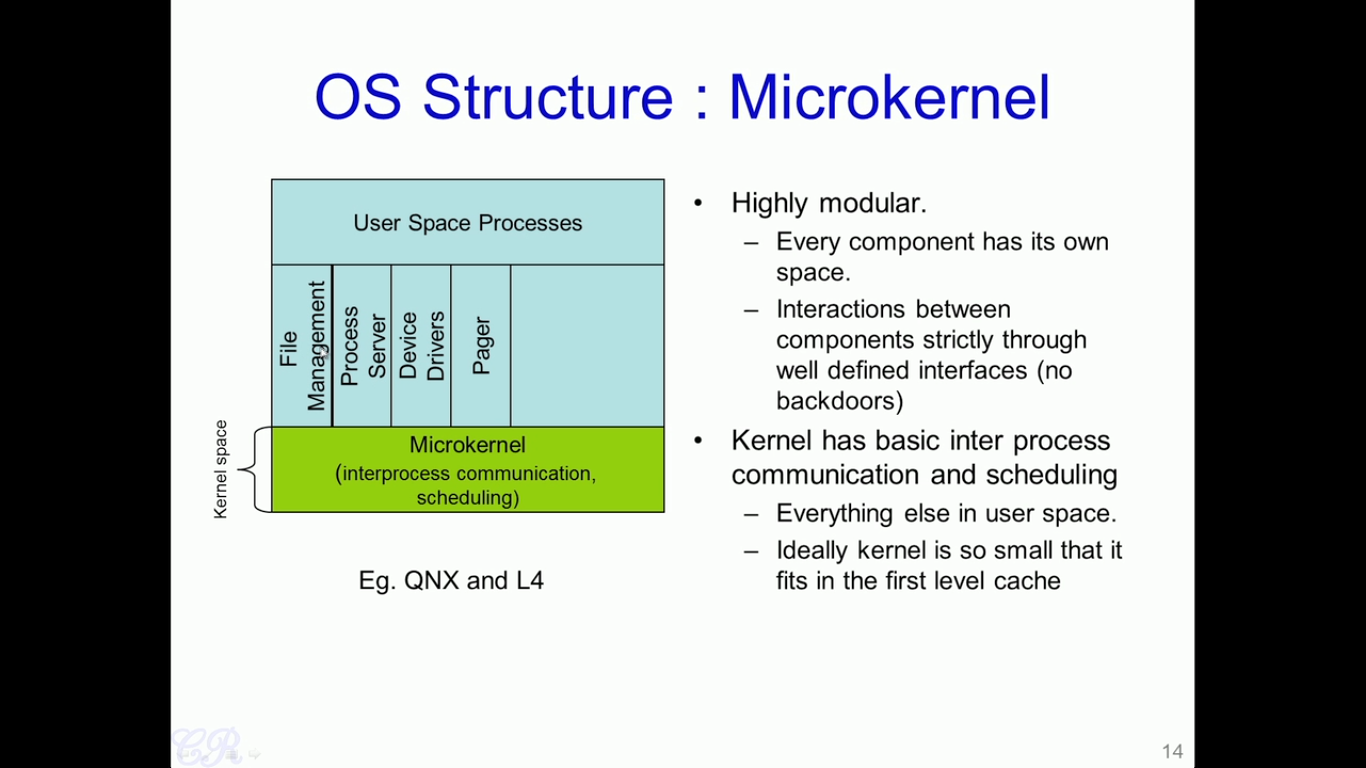 OS Structure : Microkernel
User Space Processes
File
Management
Process
Server
Device
Drivers
Pager
Kernel space
Microkernel
(interprocess communication,
scheduling)
Eg. QNX and L4
• Highly modular.
– Every component has its own
space.
– Interactions between
components strictly through
well defined interfaces (no
backdoors)
• Kernel has basic inter process
communication and scheduling
– Everything else in user space.
– Ideally kernel is so small that it
fits in the first level cache
CR
14